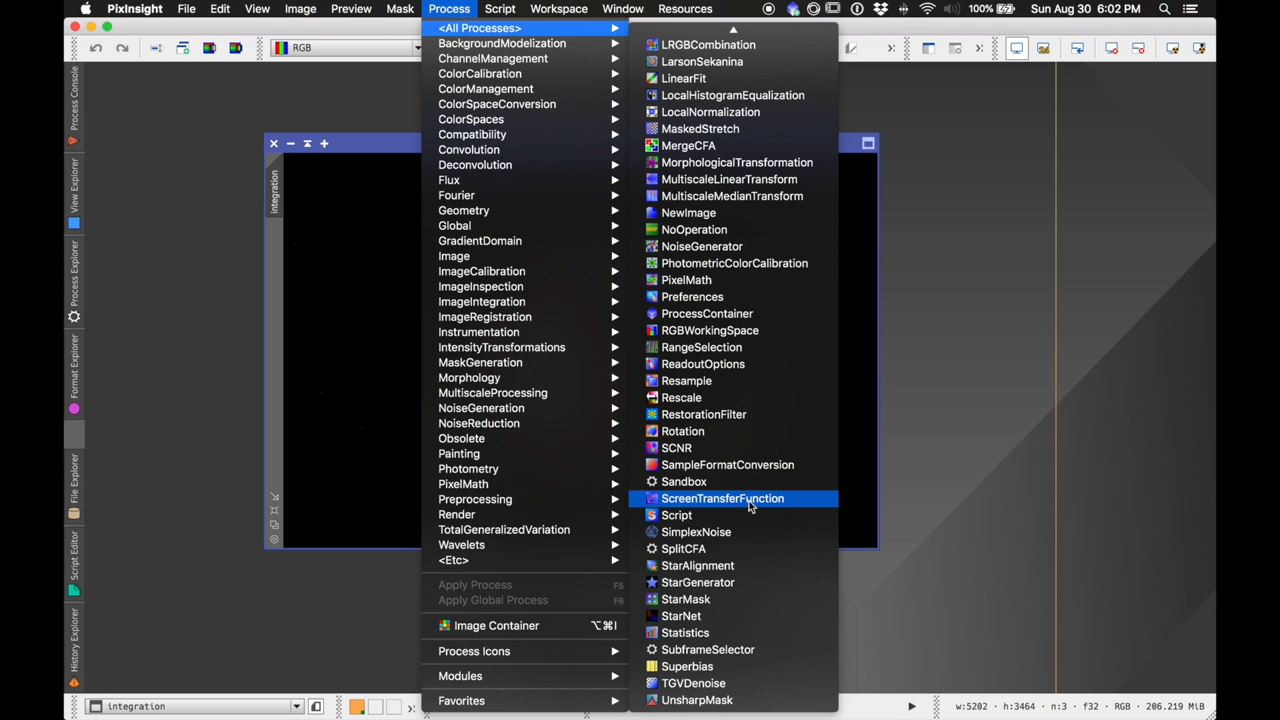 PixInsight File Edit View Image Preview Mask Process Script Workspace Window Resources 100% Sun Aug 30 6:02 PM
RGB
Process Console
View Explorer
Process Explorer
Format Explorer
File Explorer
Script Editor
History Explorer
integration
<All Processes>
BackgroundModelization
ChannelManagement
ColorCalibration
ColorManagement
ColorSpaceConversion
ColorSpaces
Compatibility
Convolution
Deconvolution
Flux
Fourier
Geometry
Global
GradientDomain
Image
ImageCalibration
ImageInspection
ImageIntegration
ImageRegistration
Instrumentation
IntensityTransformations
MaskGeneration
Morphology
MultiscaleProcessing
NoiseGeneration
NoiseReduction
Obsolete
Painting
Photometry
PixelMath
Preprocessing
Render
TotalGeneralizedVariation
Wavelets
<Etc>
Apply Process F5
Apply Global Process F6
Image Container ⌥⌘I
Process Icons
Modules
Favorites
LRGBCombination
LarsonSekanina
LinearFit
LocalHistogramEqualization
LocalNormalization
MaskedStretch
MergeCFA
MorphologicalTransformation
MultiscaleLinearTransform
MultiscaleMedianTransform
NewImage
NoOperation
NoiseGenerator
PhotometricColorCalibration
PixelMath
Preferences
ProcessContainer
RGBWorkingSpace
RangeSelection
ReadoutOptions
Resample
Rescale
RestorationFilter
Rotation
SCNR
SampleFormatConversion
Sandbox
ScreenTransferFunction
Script
SimplexNoise
SplitCFA
StarAlignment
StarGenerator
StarMask
StarNet
Statistics
SubframeSelector
Superbias
TGVDenoise
UnsharpMask
integration
w:5202 | h:3464 | n:3 | f32 | RGB | 206.219 MiB